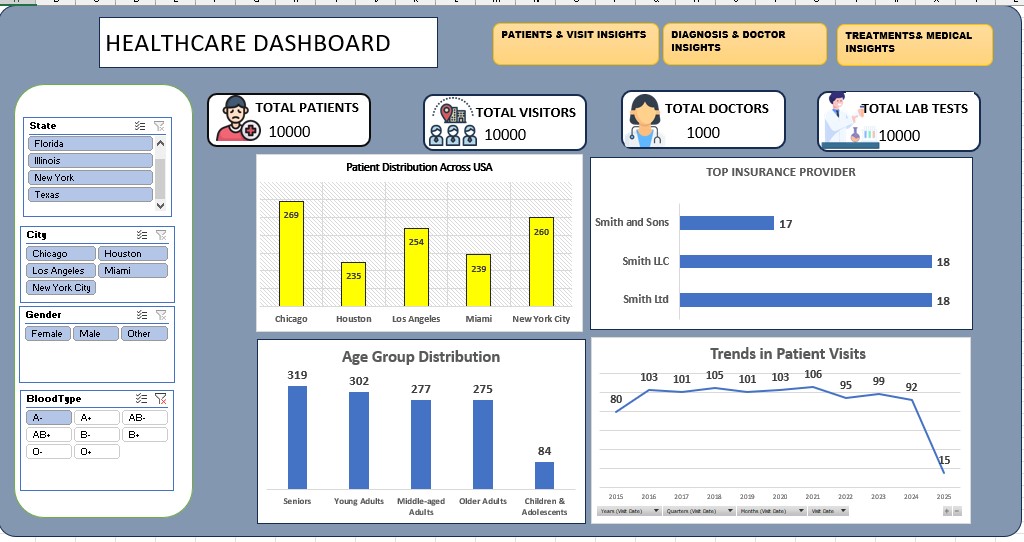 HEALTHCARE DASHBOARD
PATIENTS & VISIT INSIGHTS
DIAGNOSIS & DOCTOR
INSIGHTS
TREATMENTS& MEDICAL
INSIGHTS
TOTAL PATIENTS
10000
TOTAL VISITORS
10000
TOTAL DOCTORS
1000
TOTAL LAB TESTS
10000
State
Florida
Illinois
New York
Texas
City
Chicago Houston
Los Angeles Miami
New York City
Gender
Female Male Other
BloodType
A- A+ AB-
AB+ B- B+
O- O+
Patient Distribution Across USA
269 235 254 239 260
Chicago Houston Los Angeles Miami New York City
TOP INSURANCE PROVIDER
Smith and Sons 17
Smith LLC 18
Smith Ltd 18
Age Group Distribution
319 302 277 275 84
Seniors Young Adults Middle-aged Older Adults Children &
Adults Adolescents
Trends in Patient Visits
80 103 101 105 101 103 106 95 99 92 15
2015 2016 2017 2018 2019 2020 2021 2022 2023 2024 2025
Years (Visit Date) Quarters (Visit Date) Months (Visit Date) Visit Date
+ −